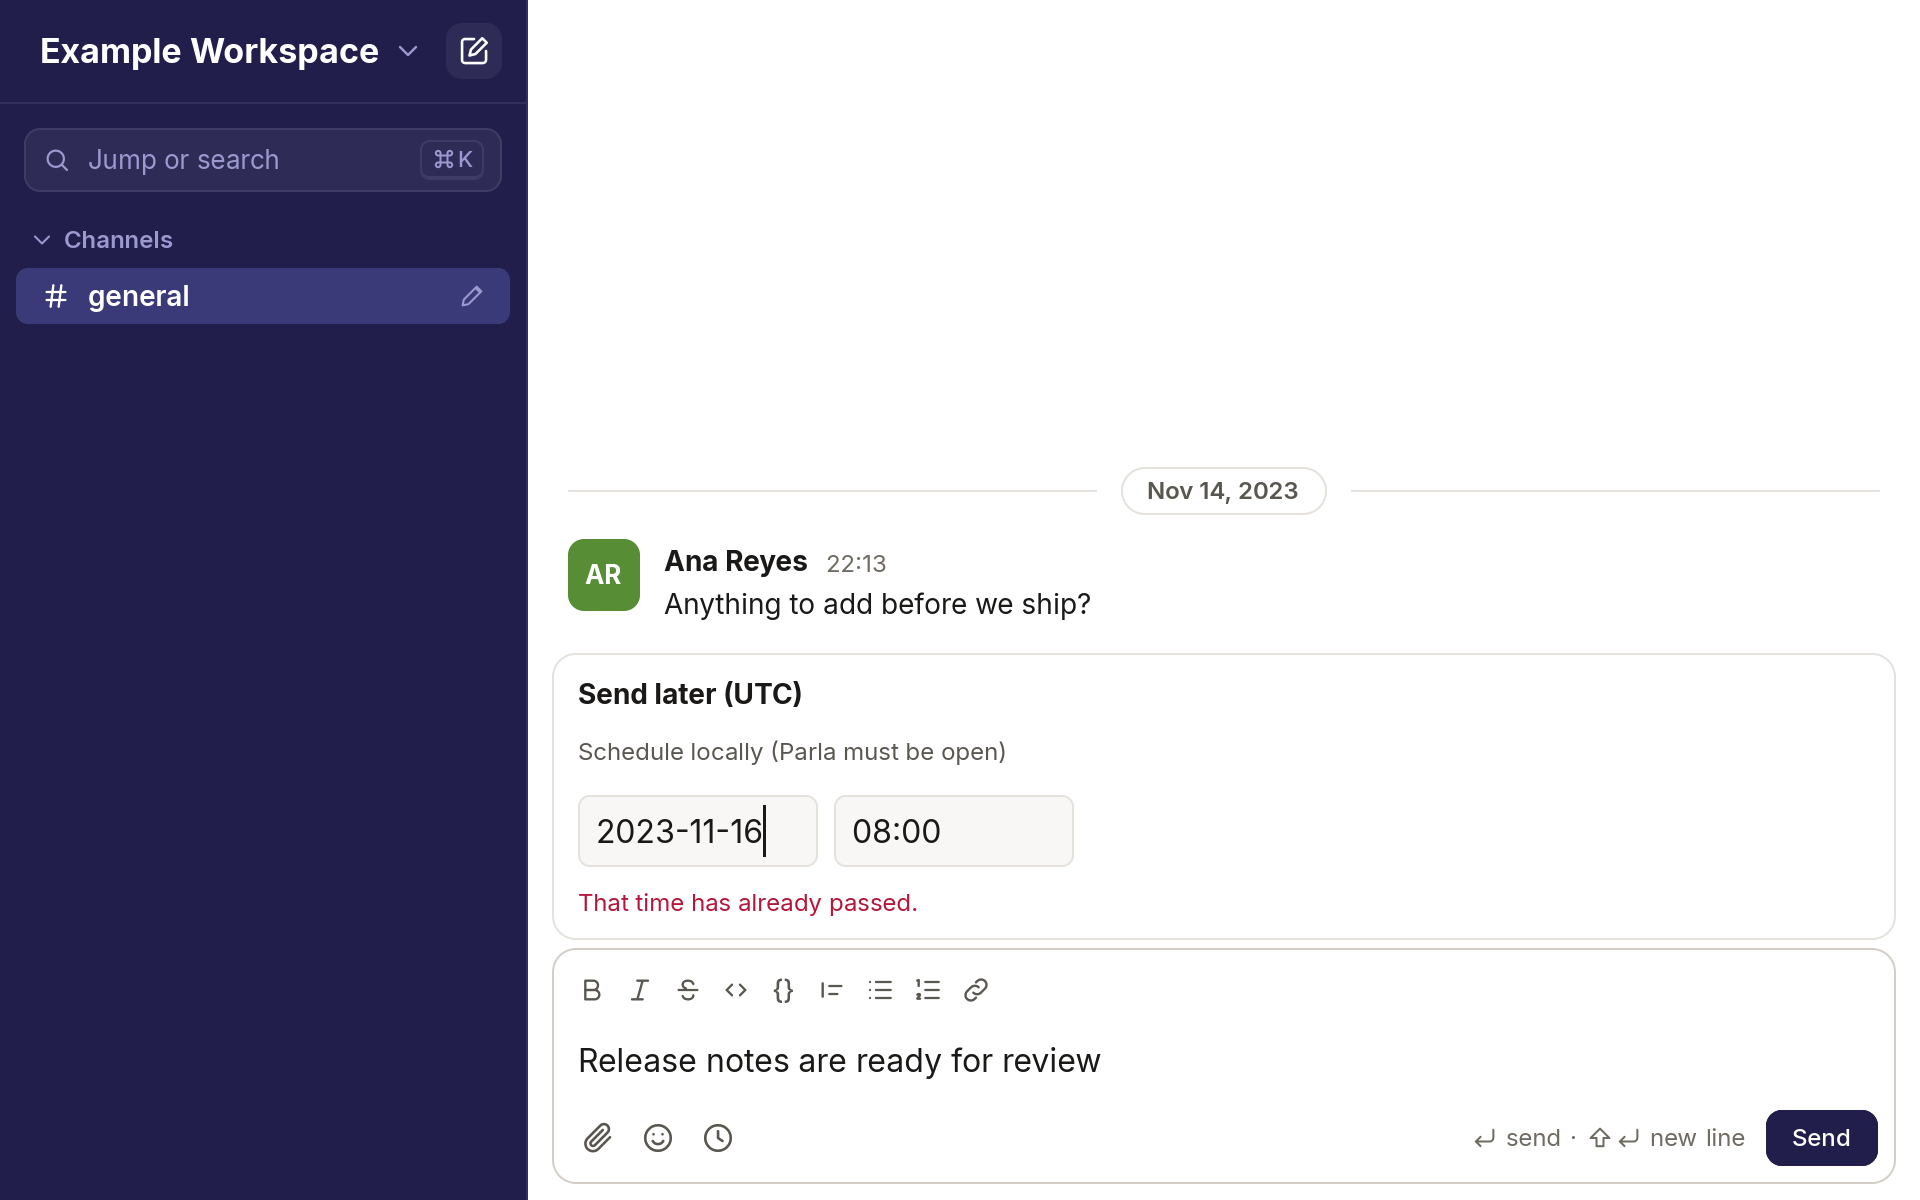 Example Workspace
Jump or search ⌘K
Channels
# general
Nov 14, 2023
AR
Ana Reyes 22:13
Anything to add before we ship?
Send later (UTC)
Schedule locally (Parla must be open)
2023-11-16 08:00
That time has already passed.
Release notes are ready for review
send · new line Send